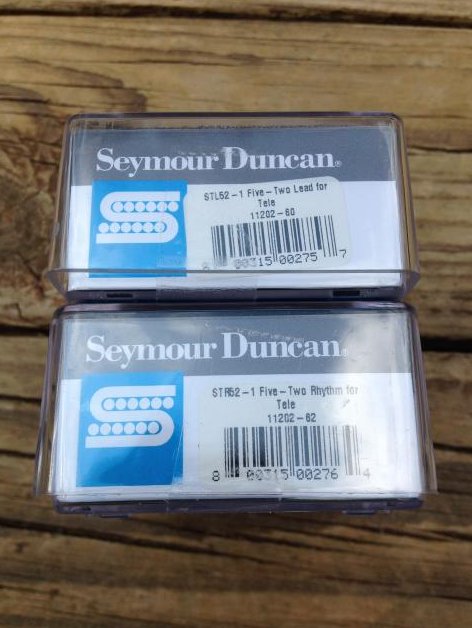 Seymour Duncan®
STL52-1 Five-Two Lead for
Tele
11202-60
8 00315 00275 7
Seymour Duncan®
STR52-1 Five-Two Rhythm for
Tele
11202-62
8 00315 00276 4